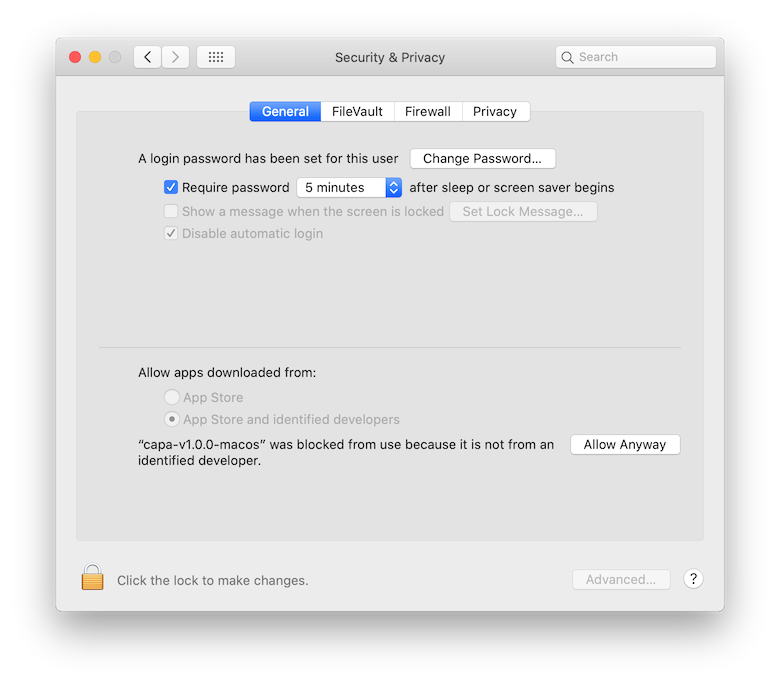 Security & Privacy
Search
General
FileVault
Firewall
Privacy
A login password has been set for this user
Change Password...
Require password
5 minutes
after sleep or screen saver begins
Show a message when the screen is locked
Set Lock Message...
Disable automatic login
Allow apps downloaded from:
App Store
App Store and identified developers
“capa-v1.0.0-macos” was blocked from use because it is not from an
identified developer.
Allow Anyway
Click the lock to make changes.
Advanced...
?